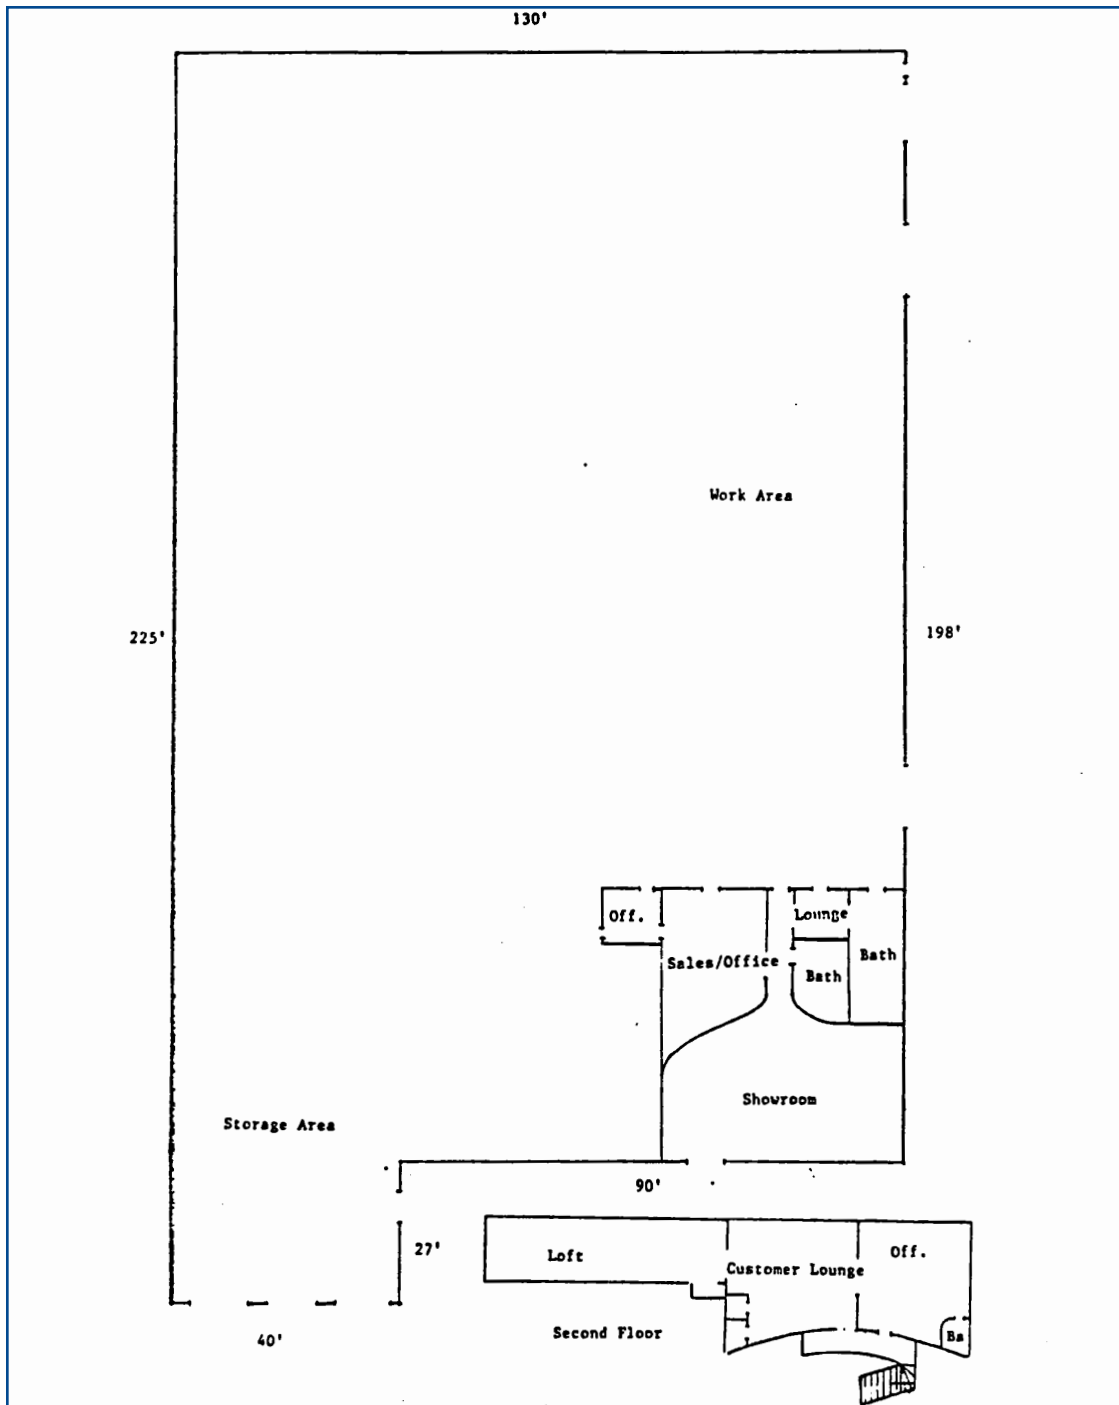 130'
Work Area
225'
198'
Off.
Lounge
Sales/Office
Bath
Bath
Showroom
Storage Area
90'
27'
Loft
Customer Lounge
Off.
40'
Second Floor
Ba